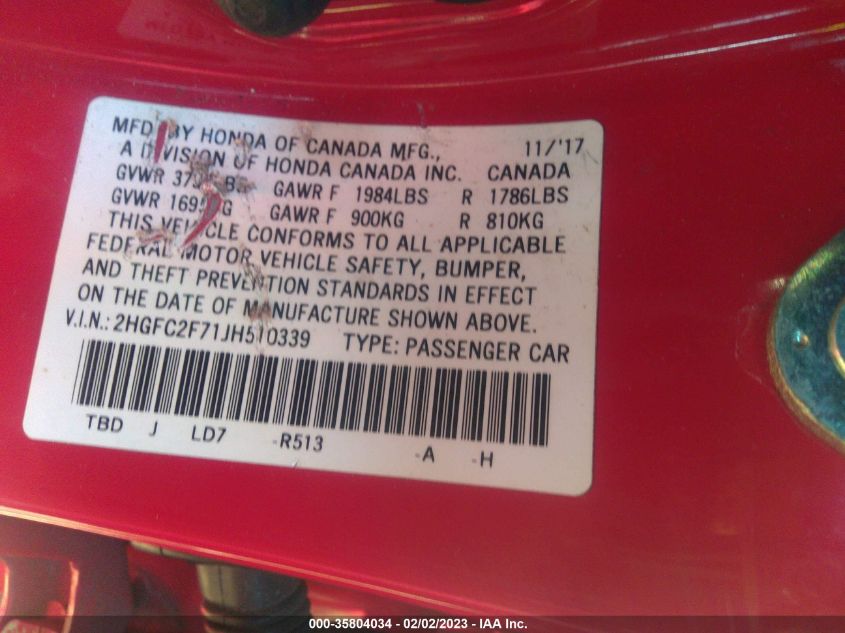 MFD BY HONDA OF CANADA MFG., 11/'17
A DIVISION OF HONDA CANADA INC. CANADA
GVWR GAWR F 1984LBS R 1786LBS
GVWR GAWR F 900KG R 810KG
THIS VEHICLE CONFORMS TO ALL APPLICABLE
FEDERAL MOTOR VEHICLE SAFETY, BUMPER,
AND THEFT PREVENTION STANDARDS IN EFFECT
ON THE DATE OF MANUFACTURE SHOWN ABOVE.
V.I.N.: 2HGFC2F71JH510339 TYPE: PASSENGER CAR
TBD J LD7 -R513 -A -H
000-35804034 - 02/02/2023 - IAA Inc.